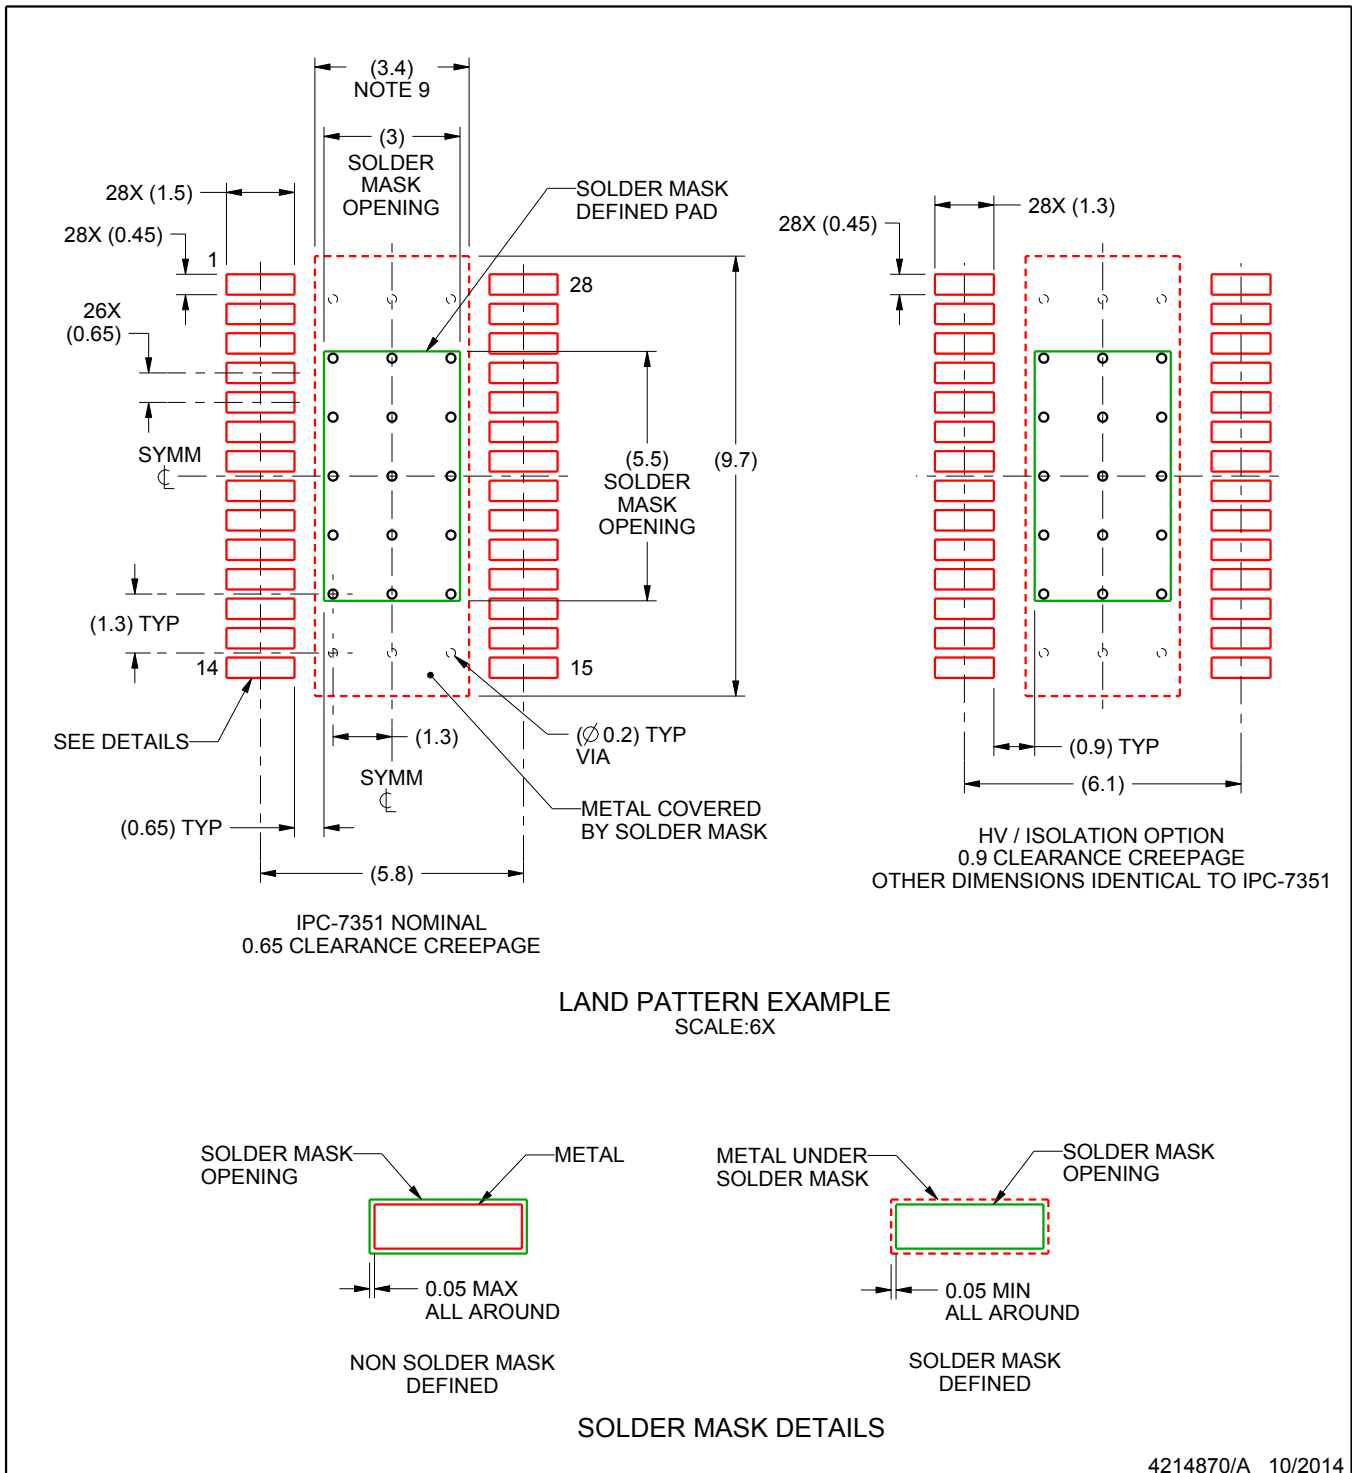 (3.4)
NOTE 9
(3)
SOLDER
MASK
OPENING
28X (1.5)
28X (0.45)
1
26X
(0.65)
SYMM
℄
(1.3) TYP
14
SEE DETAILS
(0.65) TYP
SOLDER MASK
DEFINED PAD
28
(5.5)
SOLDER
MASK
OPENING
(9.7)
15
(1.3)
SYMM
℄
(∅ 0.2) TYP
VIA
METAL COVERED
BY SOLDER MASK
(5.8)
IPC-7351 NOMINAL
0.65 CLEARANCE CREEPAGE
28X (1.3)
28X (0.45)
(0.9) TYP
(6.1)
HV / ISOLATION OPTION
0.9 CLEARANCE CREEPAGE
OTHER DIMENSIONS IDENTICAL TO IPC-7351
LAND PATTERN EXAMPLE
SCALE:6X
SOLDER MASK
OPENING
METAL
0.05 MAX
ALL AROUND
NON SOLDER MASK
DEFINED
METAL UNDER
SOLDER MASK
SOLDER MASK
OPENING
0.05 MIN
ALL AROUND
SOLDER MASK
DEFINED
SOLDER MASK DETAILS
4214870/A 10/2014